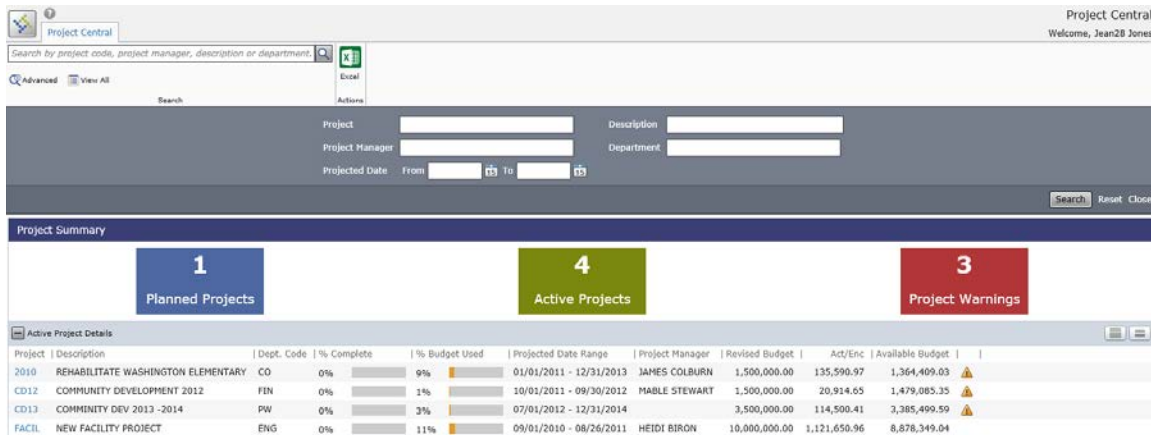 Project Central
Project Central
Welcome, Jean28 Jones
Search by project code, project manager, description or department.
Excel
Advanced View All
Search Actions
Project Description
Project Manager Department
Projected Date From 15 To 15
Search Reset Close
Project Summary
1
Planned Projects
4
Active Projects
3
Project Warnings
Active Project Details
Project | Description | Dept. Code | % Complete | % Budget Used | Projected Date Range | Project Manager | Revised Budget | Act/Enc | Available Budget | |
2010 REHABILITATE WASHINGTON ELEMENTARY CO 0% 9% 01/01/2011 - 12/31/2013 JAMES COLBURN 1,500,000.00 135,590.97 1,364,409.03
CD12 COMMUNITY DEVELOPMENT 2012 FIN 0% 1% 10/01/2011 - 09/30/2012 MABLE STEWART 1,500,000.00 20,914.65 1,479,085.35
CD13 COMMINITY DEV 2013 -2014 PW 0% 3% 07/01/2012 - 12/31/2014 3,500,000.00 114,500.41 3,385,499.59
FACIL NEW FACILITY PROJECT ENG 0% 11% 09/01/2010 - 08/26/2011 HEIDI BIRON 10,000,000.00 1,121,650.96 8,878,349.04